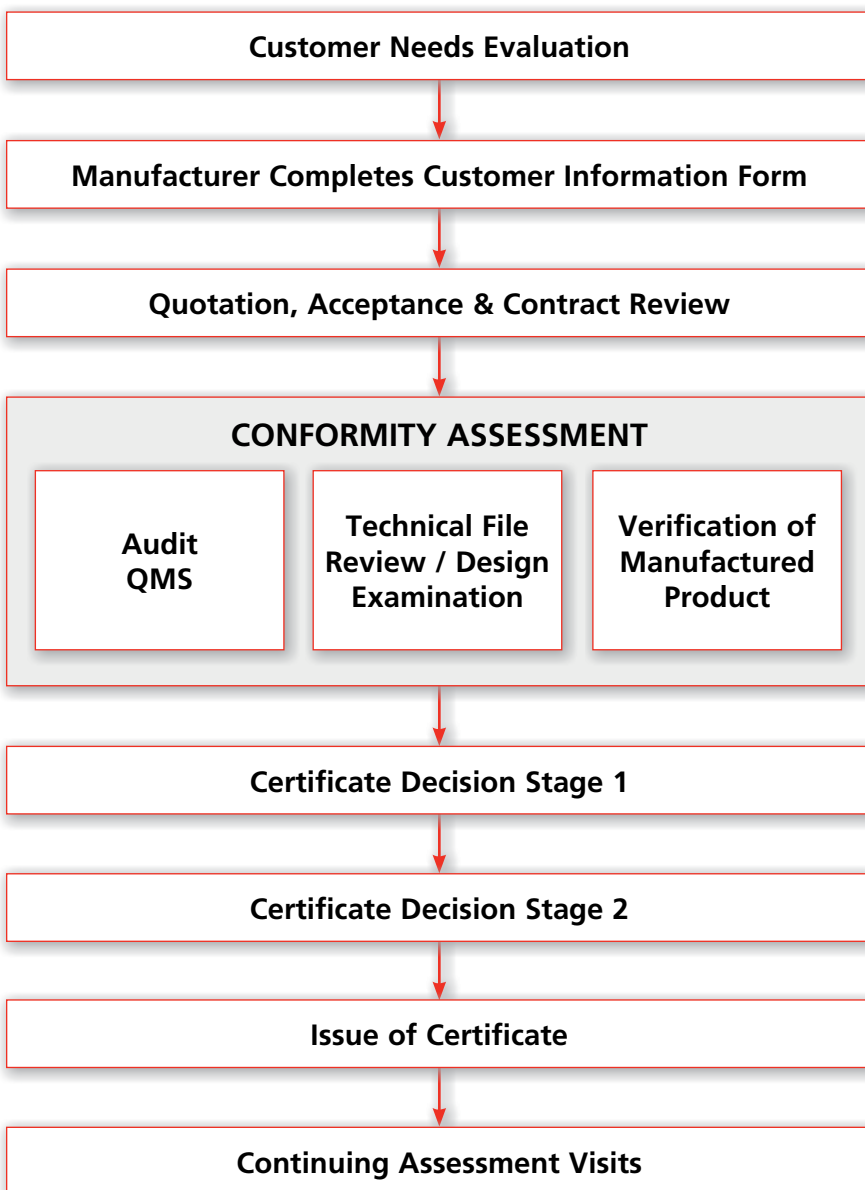 Customer Needs Evaluation
Manufacturer Completes Customer Information Form
Quotation, Acceptance & Contract Review
CONFORMITY ASSESSMENT
Audit
QMS
Technical File
Review / Design
Examination
Verification of
Manufactured
Product
Certificate Decision Stage 1
Certificate Decision Stage 2
Issue of Certificate
Continuing Assessment Visits